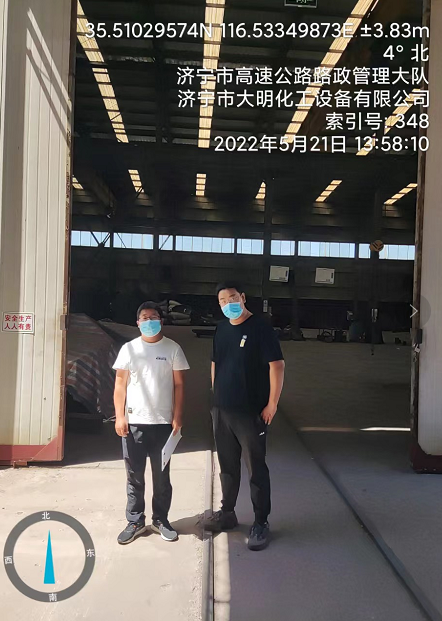 35.51029574N 116.53349873E ±3.83m
4° 北
济宁市高速公路路政管理大队
济宁市大明化工设备有限公司
索引号: 348
2022年5月21日 13:58:10
安全生产
人人有责
北
西 东
南